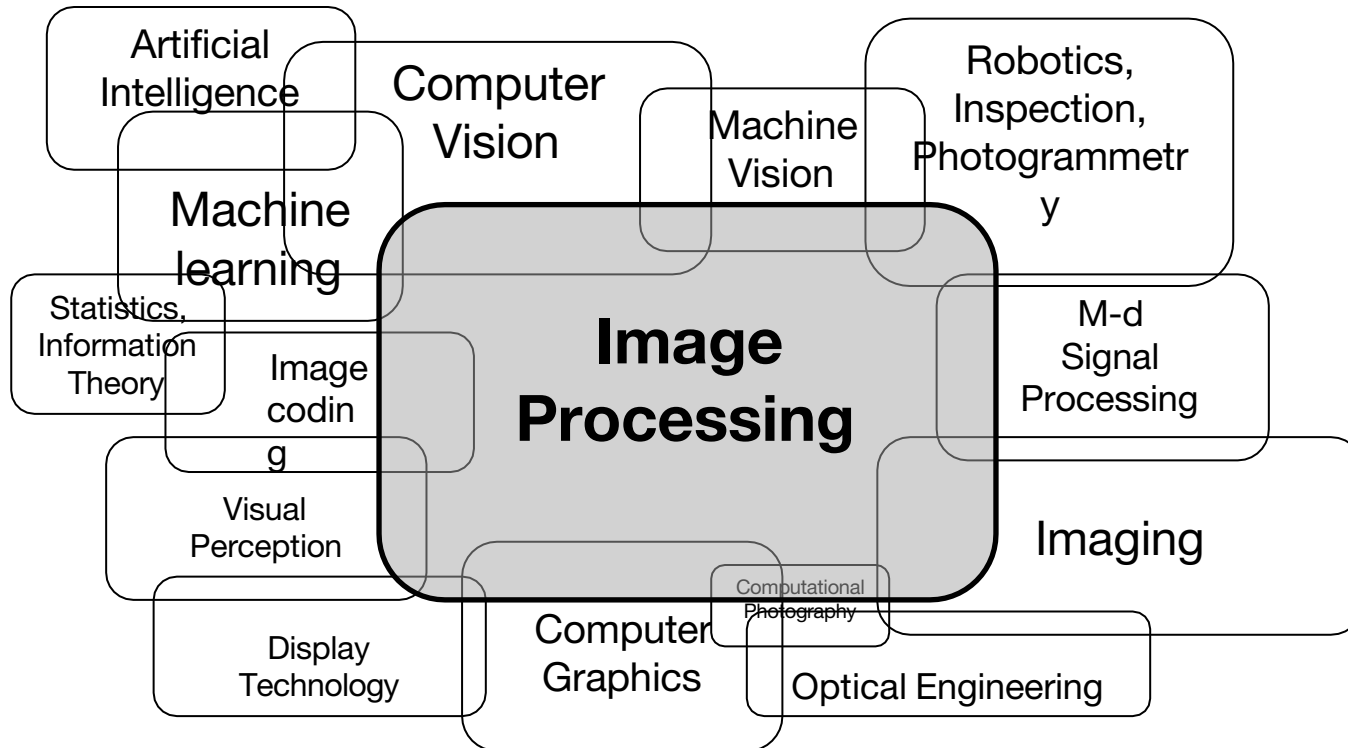 Artificial
Intelligence
Computer
Vision
Machine
Vision
Robotics,
Inspection,
Photogrammetr
y
Machine
learning
Statistics,
Information
Theory
Image
codin
g
Image
Processing
M-d
Signal
Processing
Visual
Perception
Imaging
Computational
Photography
Display
Technology
Computer
Graphics
Optical Engineering